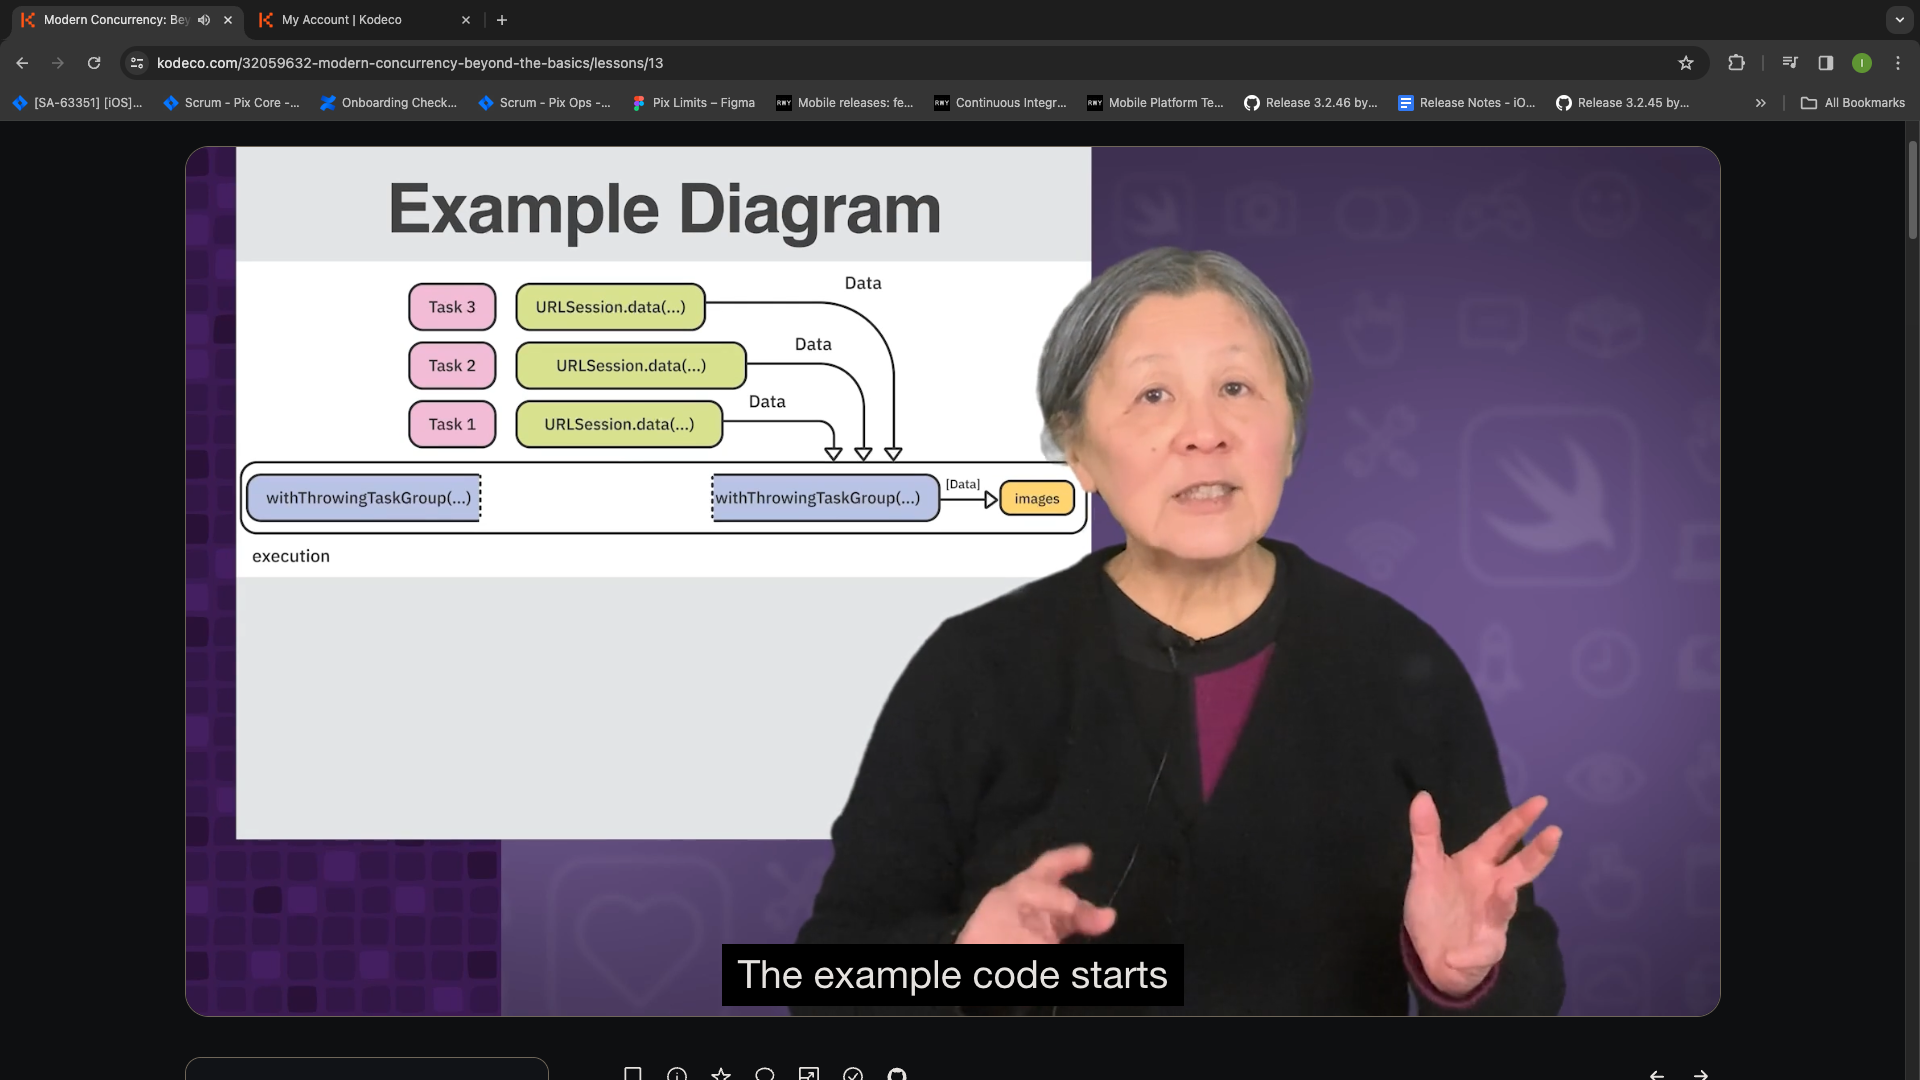 Modern Concurrency: Bey
My Account | Kodeco
kodeco.com/32059632-modern-concurrency-beyond-the-basics/lessons/13
[SA-63351] [iOS]...
Scrum - Pix Core -...
Onboarding Check...
Scrum - Pix Ops -...
Pix Limits – Figma
RWY
Mobile releases: fe...
RWY
Continuous Integr...
RWY
Mobile Platform Te...
Release 3.2.46 by...
Release Notes - iO...
Release 3.2.45 by...
All Bookmarks
Example Diagram
Data
Task 3
URLSession.data(...)
Data
Task 2
URLSession.data(...)
Data
Task 1
URLSession.data(...)
withThrowingTaskGroup(...)
withThrowingTaskGroup(...)
[Data]
images
execution
The example code starts